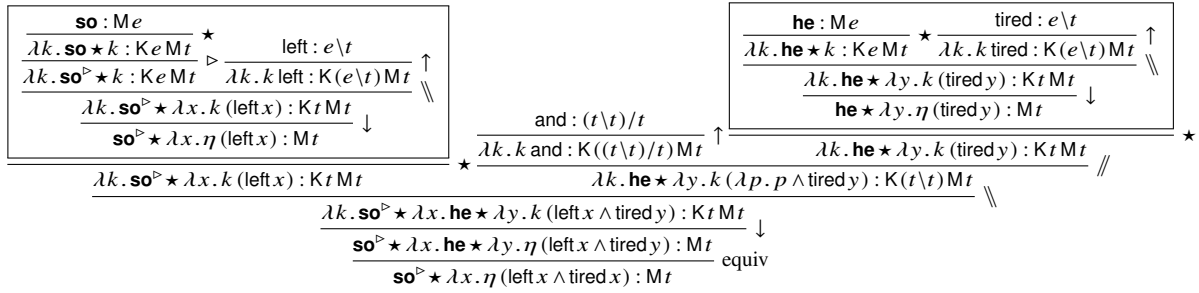 so : M e
λk. so ⋆ k : K e M t ⋆
λk. so▹ ⋆ k : K e M t ▹
left : e\t
λk. k left : K(e\t) M t ↑
λk. so▹ ⋆ λx. k (left x) : K t M t \\
so▹ ⋆ λx. η (left x) : M t ↓
and : (t\t)/t
λk. k and : K((t\t)/t) M t ↑
he : M e
λk. he ⋆ k : K e M t ⋆
tired : e\t
λk. k tired : K(e\t) M t ↑
λk. he ⋆ λy. k (tired y) : K t M t \\
he ⋆ λy. η (tired y) : M t ↓
λk. so▹ ⋆ λx. k (left x) : K t M t ⋆
λk. he ⋆ λy. k (tired y) : K t M t ⋆
λk. he ⋆ λy. k (λp. p ∧ tired y) : K(t\t) M t //
λk. so▹ ⋆ λx. he ⋆ λy. k (left x ∧ tired y) : K t M t \\
so▹ ⋆ λx. he ⋆ λy. η (left x ∧ tired y) : M t ↓
so▹ ⋆ λx. η (left x ∧ tired x) : M t equiv